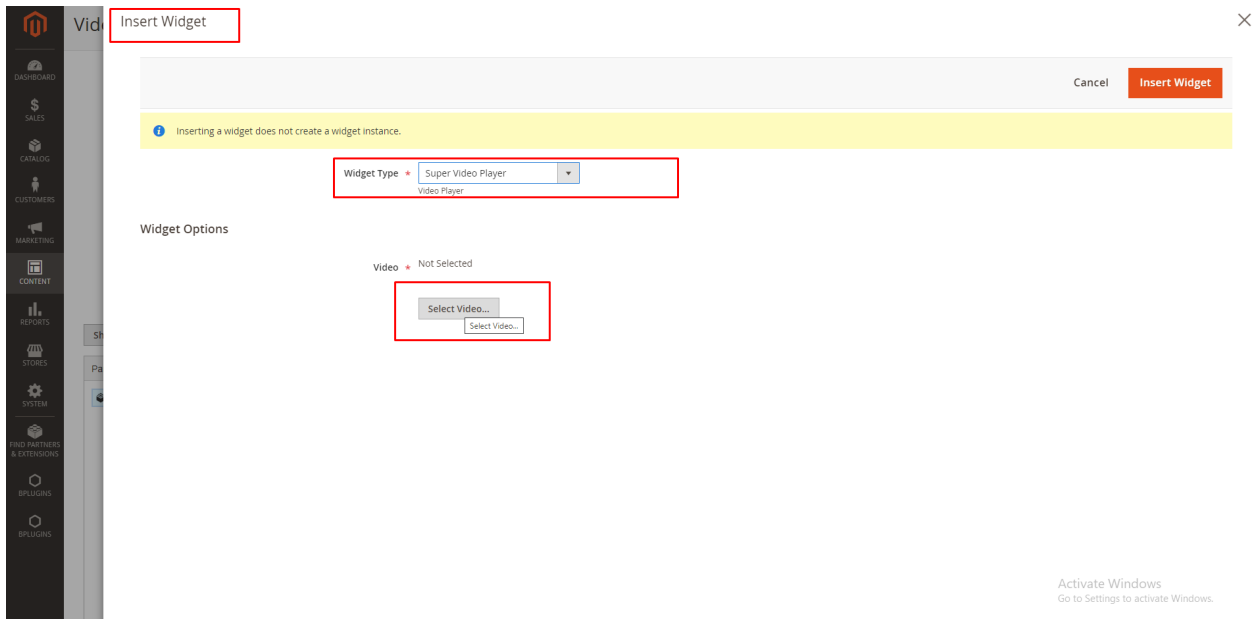 Vid
Insert Widget
DASHBOARD
SALES
CATALOG
CUSTOMERS
MARKETING
CONTENT
REPORTS
STORES
SYSTEM
FIND PARTNERS
& EXTENSIONS
BPLUGINS
BPLUGINS
Sh
Pa
Cancel
Insert Widget
Inserting a widget does not create a widget instance.
Widget Type * Super Video Player
Video Player
Widget Options
Video * Not Selected
Select Video...
Select Video...
Activate Windows
Go to Settings to activate Windows.